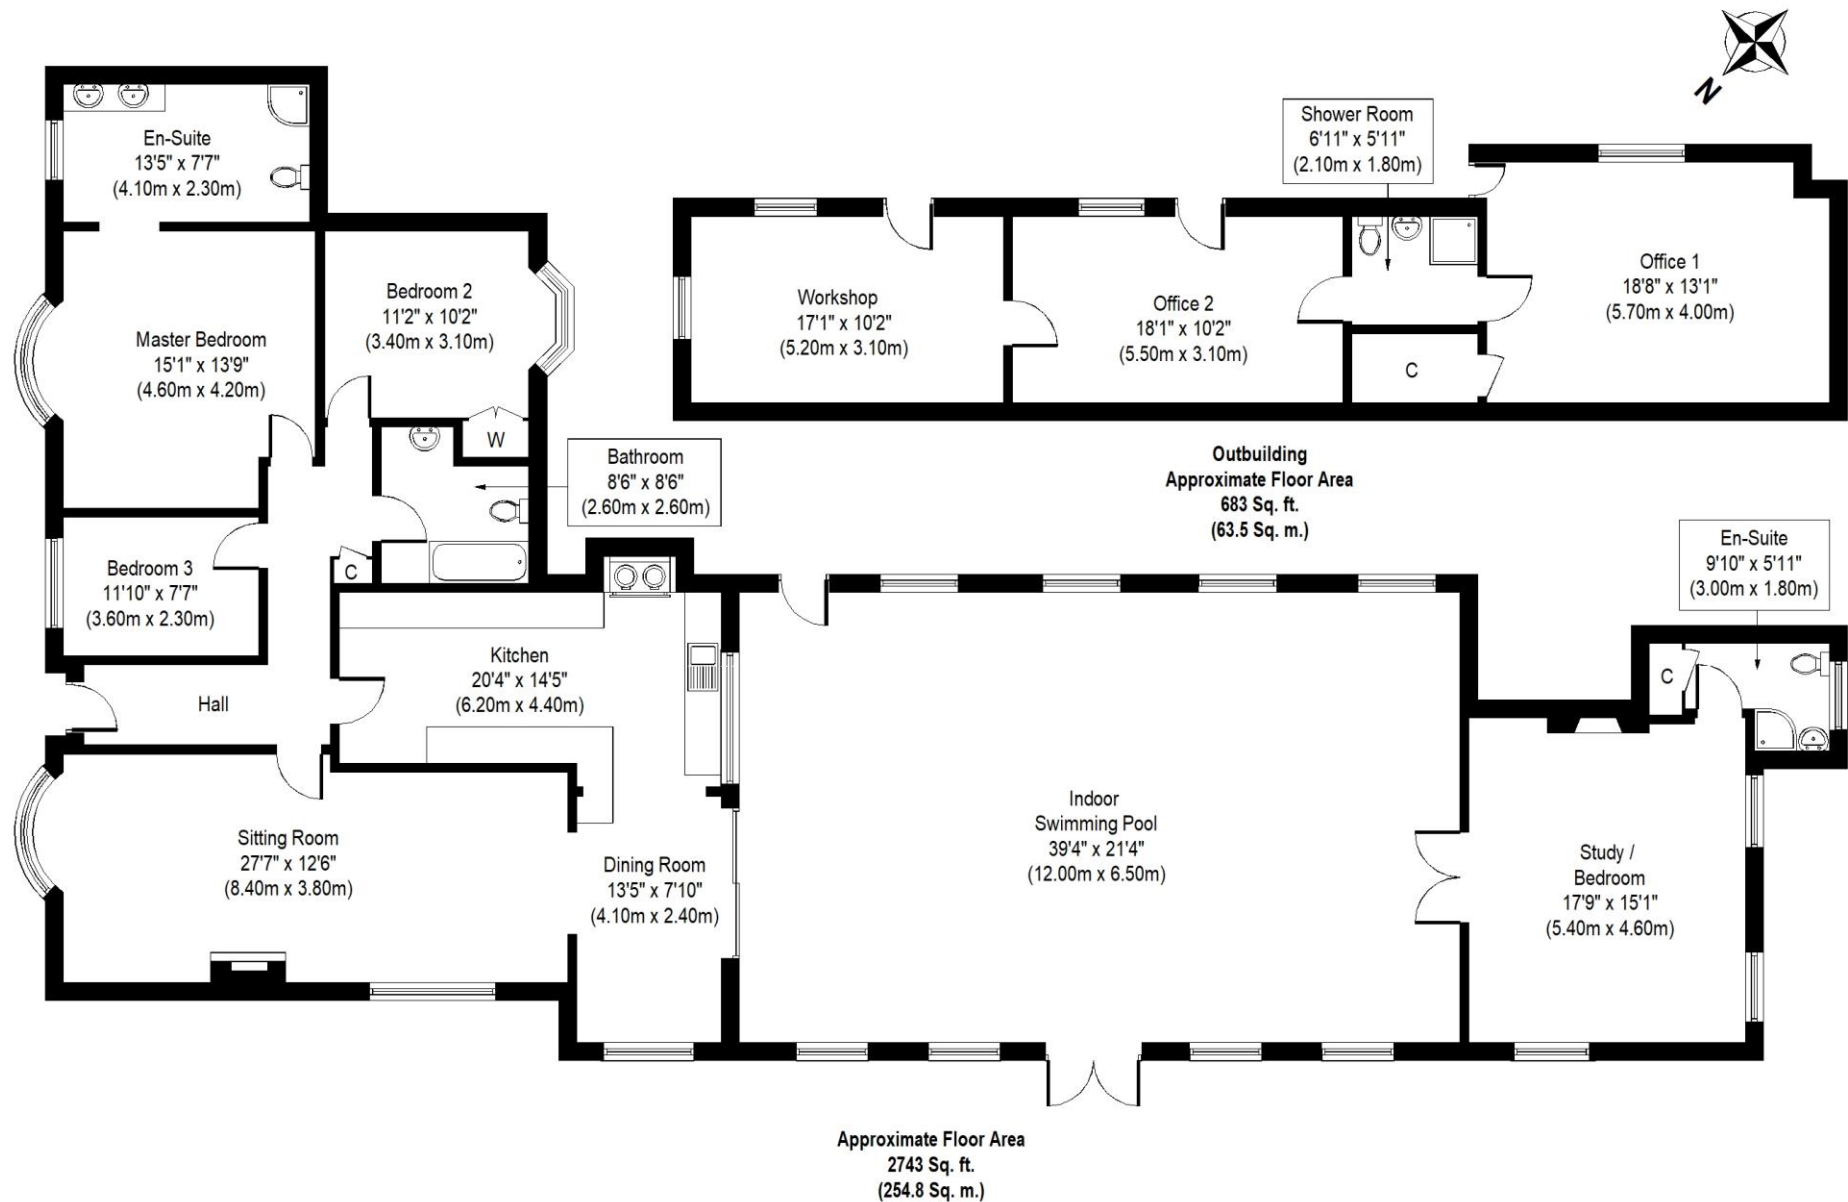 N
Shower Room
6'11" x 5'11"
(2.10m x 1.80m)
En-Suite
13'5" x 7'7"
(4.10m x 2.30m)
Master Bedroom
15'1" x 13'9"
(4.60m x 4.20m)
Bedroom 2
11'2" x 10'2"
(3.40m x 3.10m)
W
Bathroom
8'6" x 8'6"
(2.60m x 2.60m)
Bedroom 3
11'10" x 7'7"
(3.60m x 2.30m)
C
Workshop
17'1" x 10'2"
(5.20m x 3.10m)
Office 2
18'1" x 10'2"
(5.50m x 3.10m)
C
Office 1
18'8" x 13'1"
(5.70m x 4.00m)
Outbuilding
Approximate Floor Area
683 Sq. ft.
(63.5 Sq. m.)
En-Suite
9'10" x 5'11"
(3.00m x 1.80m)
C
Hall
Kitchen
20'4" x 14'5"
(6.20m x 4.40m)
Sitting Room
27'7" x 12'6"
(8.40m x 3.80m)
Dining Room
13'5" x 7'10"
(4.10m x 2.40m)
Indoor
Swimming Pool
39'4" x 21'4"
(12.00m x 6.50m)
Study /
Bedroom
17'9" x 15'1"
(5.40m x 4.60m)
Approximate Floor Area
2743 Sq. ft.
(254.8 Sq. m.)